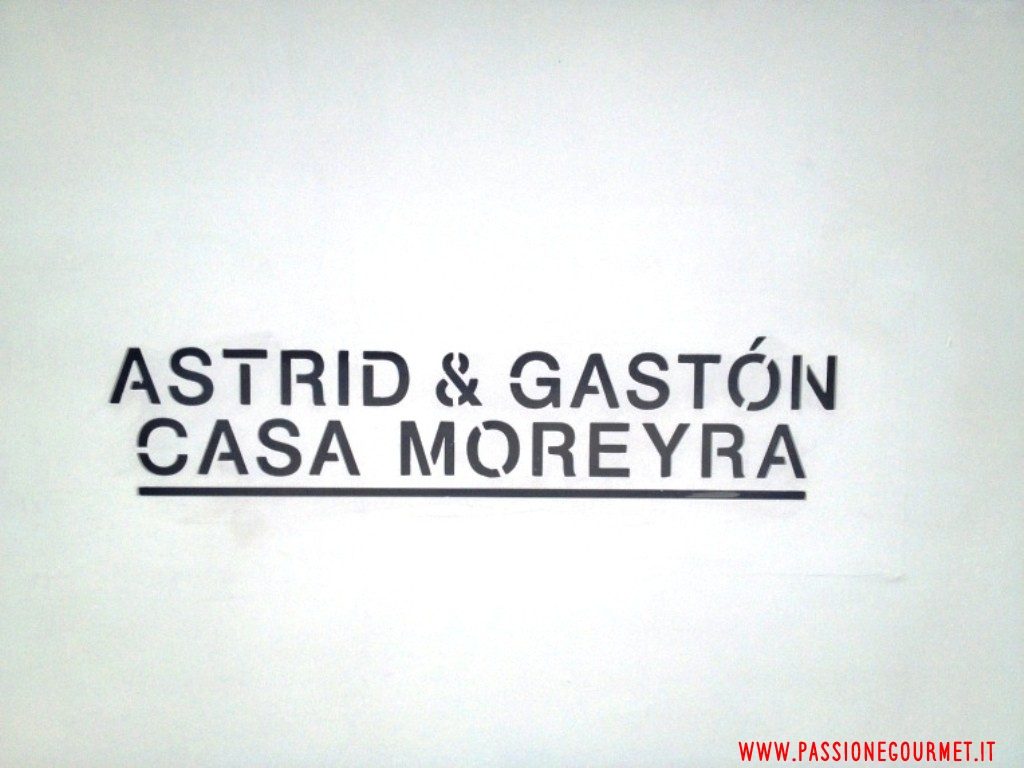 ASTRID & GASTÓN
CASA MOREYRA
WWW.PASSIONEGOURMET.IT